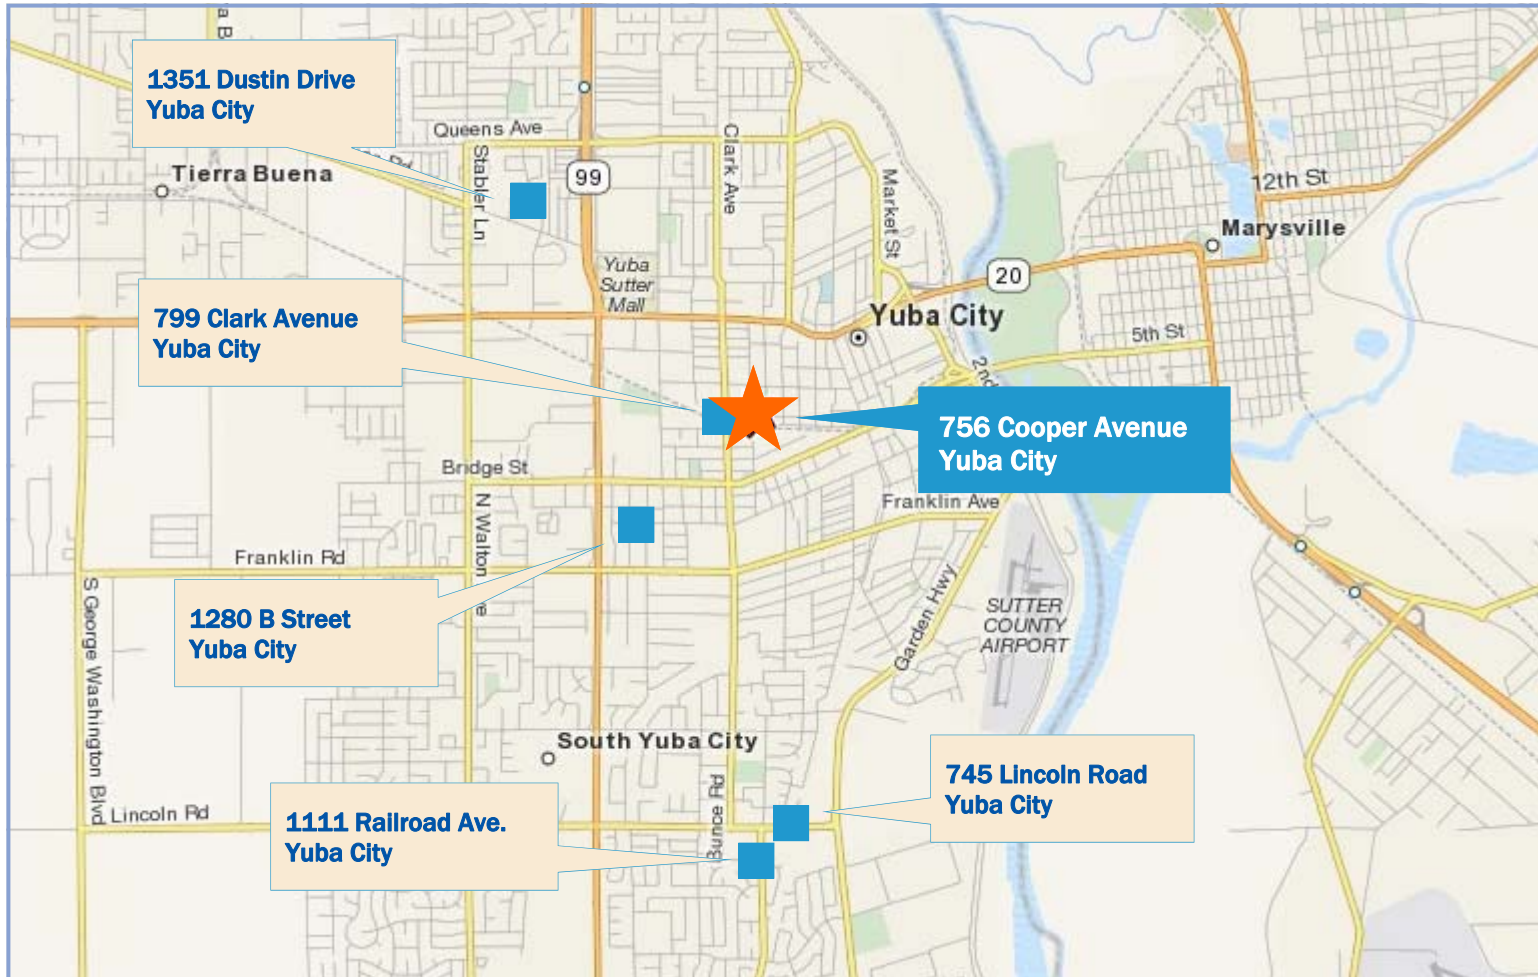 a B
1351 Dustin Drive
Yuba City
Queens Ave
Rd
Tierra Buena
Stabler Ln
99
Clark Ave
Market St
12th St
Marysville
Yuba
Sutter
Mall
20
799 Clark Avenue
Yuba City
Yuba City
5th St
2nd
756 Cooper Avenue
Yuba City
Bridge St
N Walton
ve
Franklin Ave
Franklin Rd
1280 B Street
Yuba City
S George Washington Blvd
Garden Hwy
SUTTER
COUNTY
AIRPORT
South Yuba City
745 Lincoln Road
Yuba City
Bunce Rd
Lincoln Rd
1111 Railroad Ave.
Yuba City